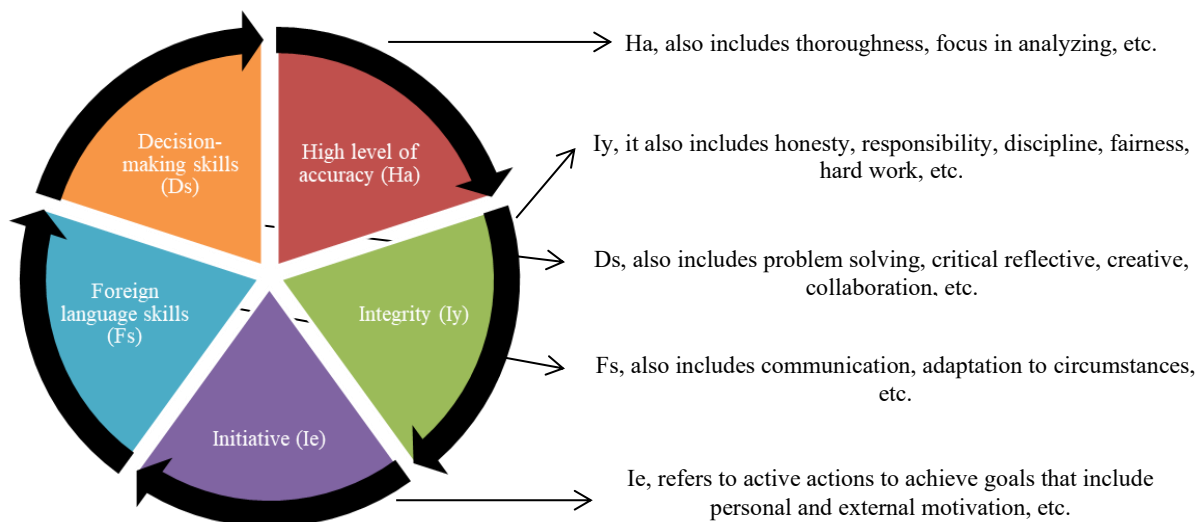 Decision-
making skills
(Ds)
High level of
accuracy (Ha)
Foreign
language skills
(Fs)
Integrity (Iy)
Initiative (Ie)
Ha, also includes thoroughness, focus in analyzing, etc.
Iy, it also includes honesty, responsibility, discipline, fairness,
hard work, etc.
Ds, also includes problem solving, critical reflective, creative,
collaboration, etc.
Fs, also includes communication, adaptation to circumstances,
etc.
Ie, refers to active actions to achieve goals that include
personal and external motivation, etc.